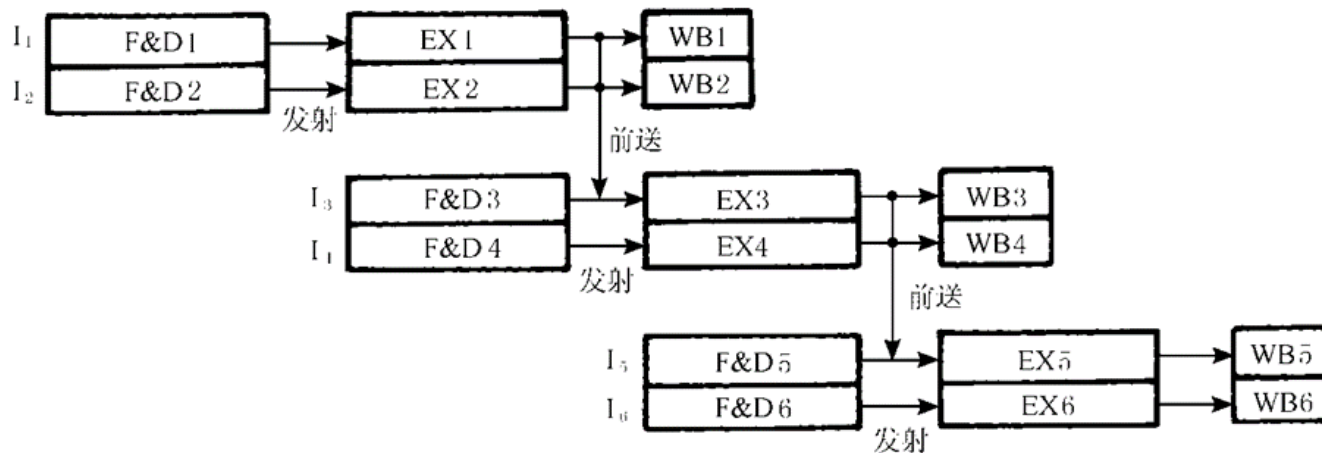 I₁ F&D1 EX1 WB1
I₂ F&D2 EX2 WB2
发射
前送
I₃ F&D3 EX3 WB3
I₁ F&D4 EX4 WB4
发射
前送
I₅ F&D5 EX5 WB5
I₆ F&D6 EX6 WB6
发射